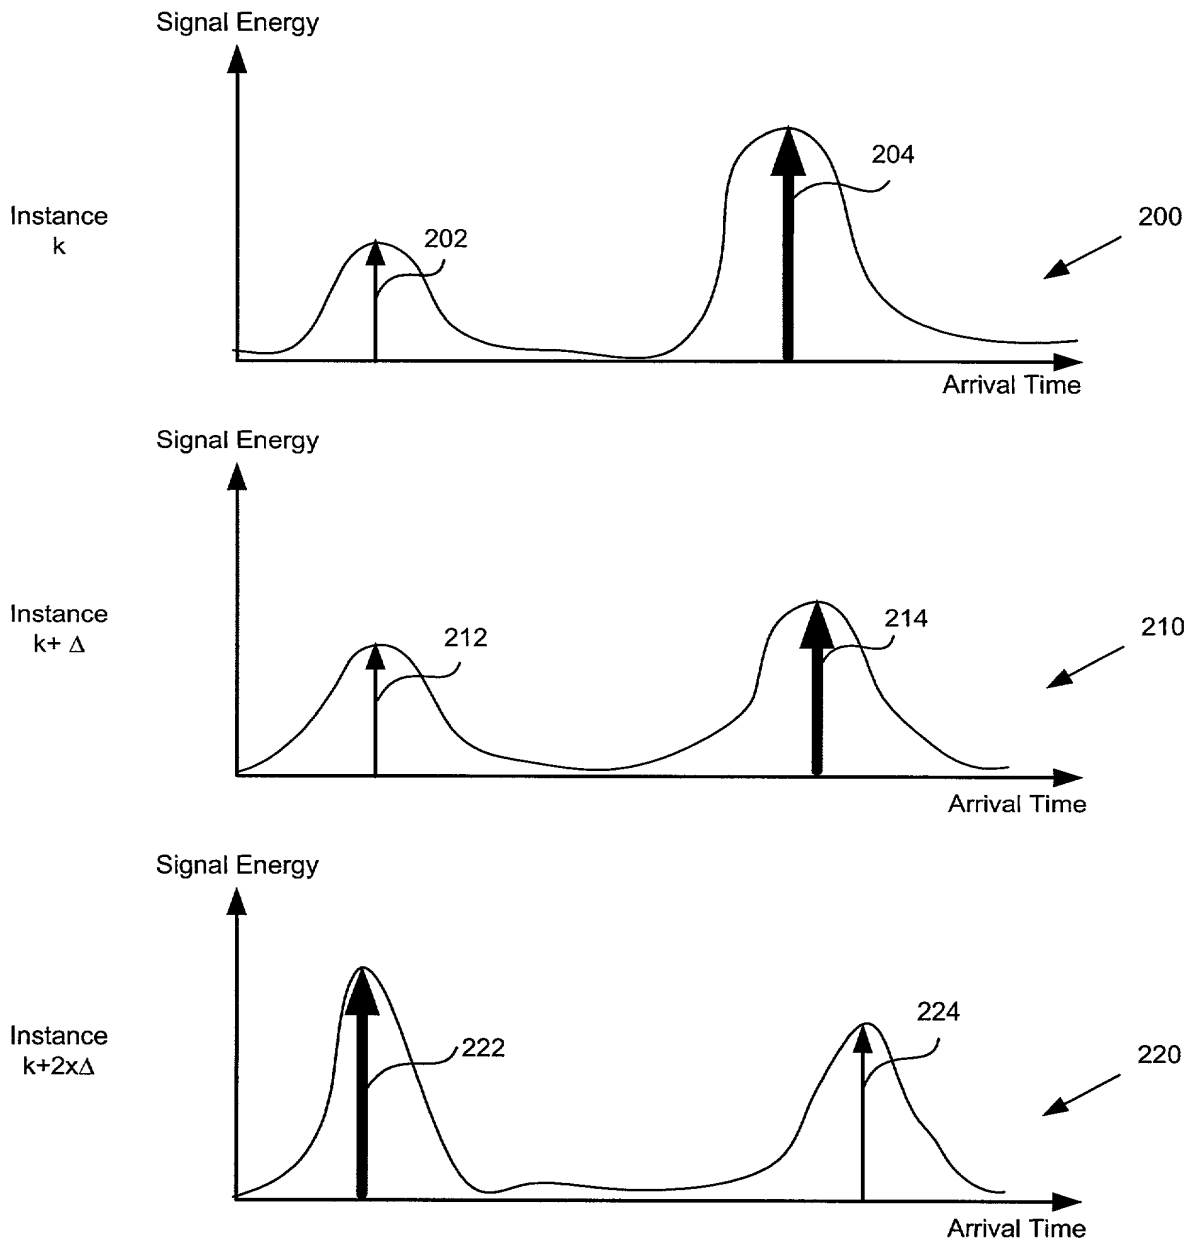 Signal Energy
204
Instance
k
202
200
Arrival Time
Signal Energy
Instance
k+ Δ
212
214
210
Arrival Time
Signal Energy
Instance
k+2xΔ
222
224
220
Arrival Time